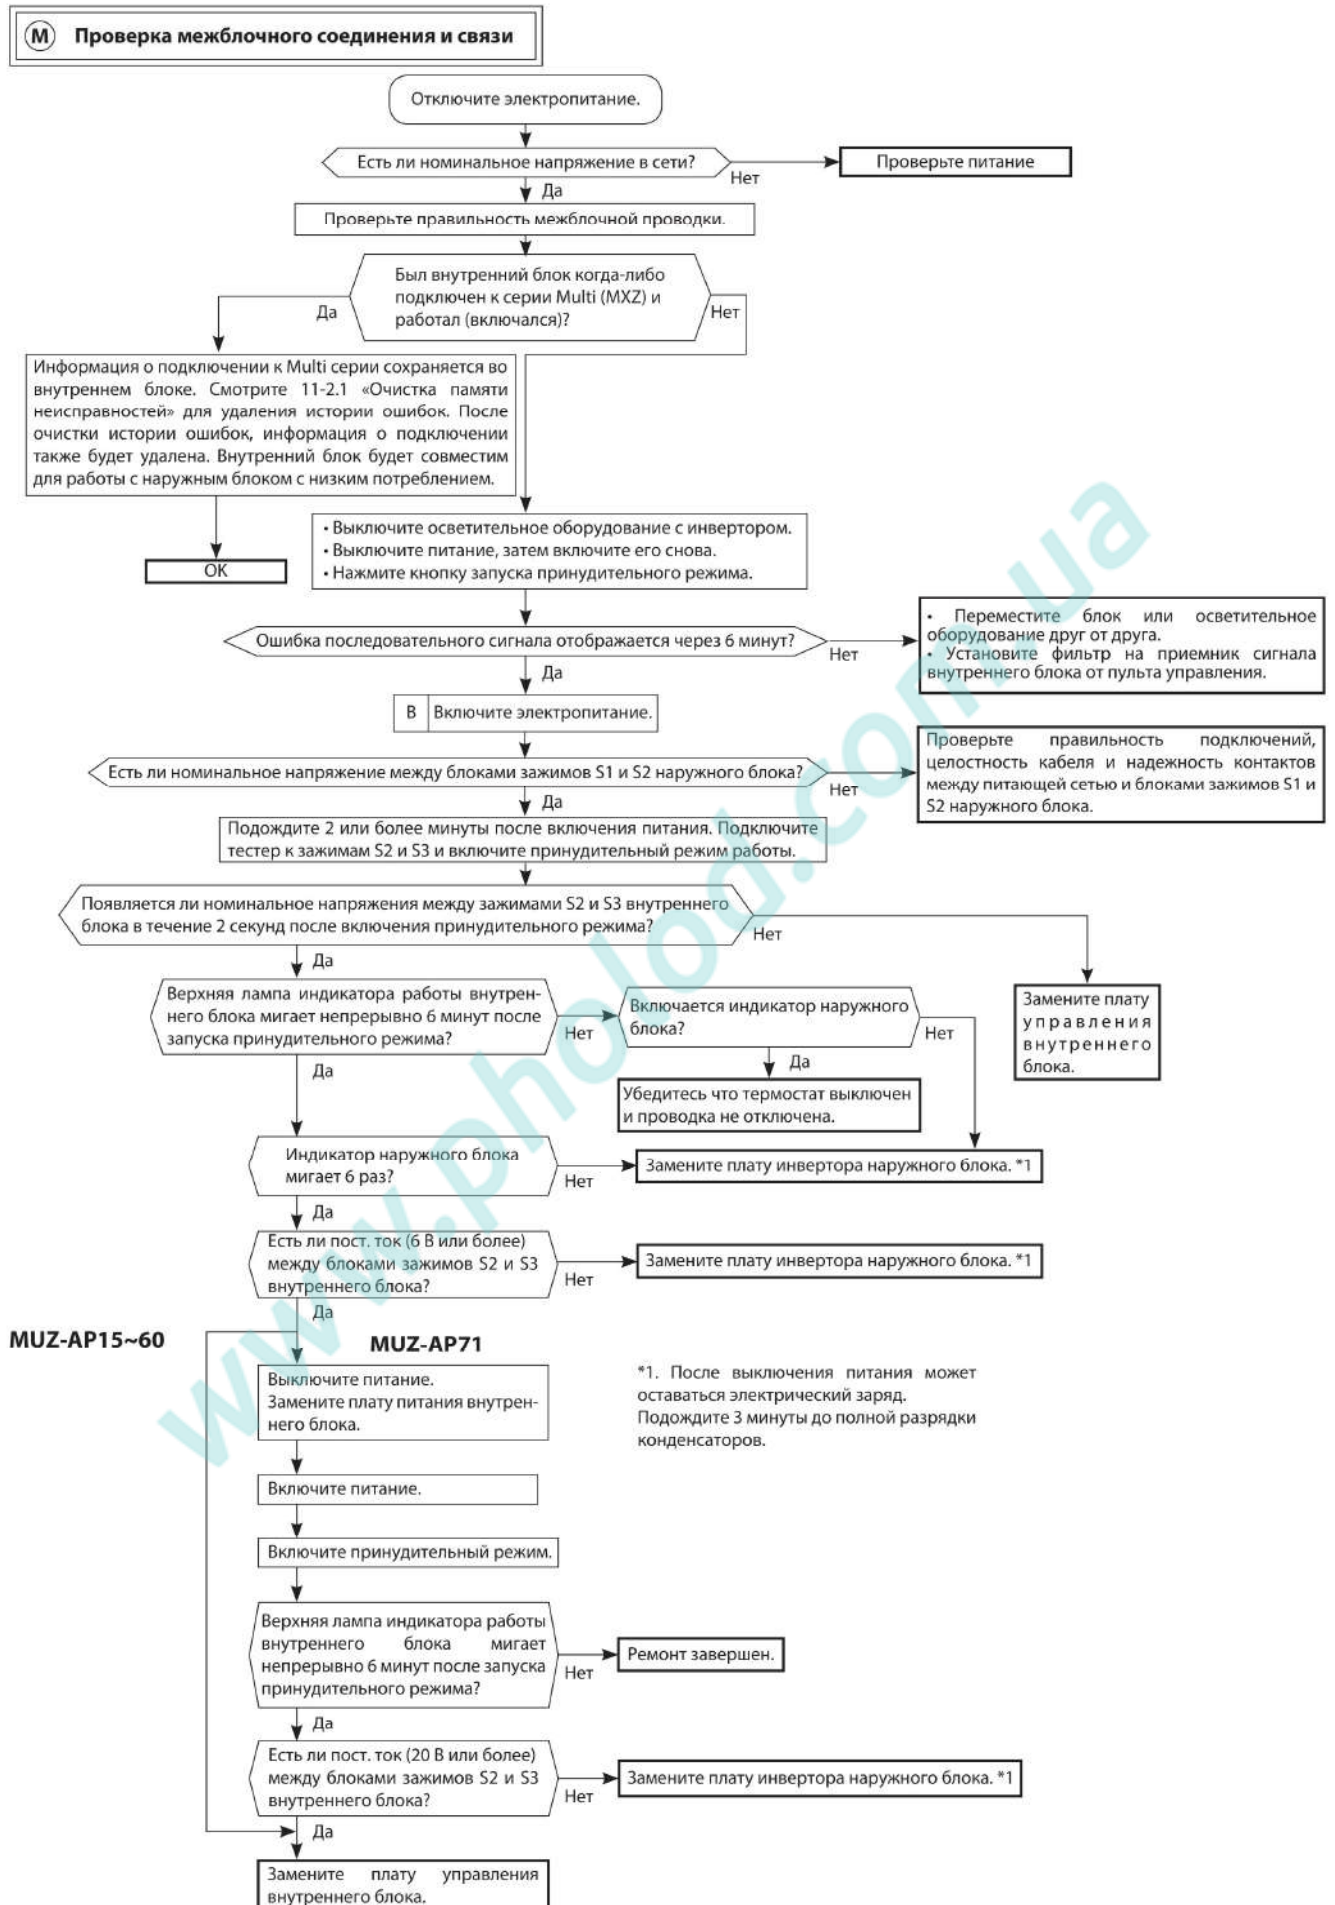 M Проверка межблочного соединения и связи
Отключите электропитание.
Есть ли номинальное напряжение в сети?
Нет
Проверьте питание
Да
Проверьте правильность межблочной проводки.
Был внутренний блок когда-либо
подключен к серии Multi (MXZ) и
работал (включался)?
Да
Нет
Информация о подключении к Multi серии сохраняется во
внутреннем блоке. Смотрите 11-2.1 «Очистка памяти
неисправностей» для удаления истории ошибок. После
очистки истории ошибок, информация о подключении
также будет удалена. Внутренний блок будет совместим
для работы с наружным блоком с низким потреблением.
OK
• Выключите осветительное оборудование с инвертором.
• Выключите питание, затем включите его снова.
• Нажмите кнопку запуска принудительного режима.
Ошибка последовательного сигнала отображается через 6 минут?
Нет
• Переместите блок или осветительное
оборудование друг от друга.
• Установите фильтр на приемник сигнала
внутреннего блока от пульта управления.
Да
B Включите электропитание.
Есть ли номинальное напряжение между блоками зажимов S1 и S2 наружного блока?
Нет
Проверьте правильность подключений,
целостность кабеля и надежность контактов
между питающей сетью и блоками зажимов S1 и
S2 наружного блока.
Да
Подождите 2 или более минуты после включения питания. Подключите
тестер к зажимам S2 и S3 и включите принудительный режим работы.
Появляется ли номинальное напряжения между зажимами S2 и S3 внутреннего
блока в течение 2 секунд после включения принудительного режима?
Нет
Замените плату
управления
внутреннего
блока.
Да
Верхняя лампа индикатора работы внутрен-
него блока мигает непрерывно 6 минут после
запуска принудительного режима?
Нет
Включается индикатор наружного
блока?
Нет
Да
Убедитесь что термостат выключен
и проводка не отключена.
Да
Индикатор наружного блока
мигает 6 раз?
Нет
Замените плату инвертора наружного блока. *1
Да
Есть ли пост. ток (6 В или более)
между блоками зажимов S2 и S3
внутреннего блока?
Нет
Замените плату инвертора наружного блока. *1
Да
MUZ-AP15~60
MUZ-AP71
Выключите питание.
Замените плату питания внутрен-
него блока.
*1. После выключения питания может
оставаться электрический заряд.
Подождите 3 минуты до полной разрядки
конденсаторов.
Включите питание.
Включите принудительный режим.
Верхняя лампа индикатора работы
внутреннего блока мигает
непрерывно 6 минут после запуска
принудительного режима?
Нет
Ремонт завершен.
Да
Есть ли пост. ток (20 В или более)
между блоками зажимов S2 и S3
внутреннего блока?
Нет
Замените плату инвертора наружного блока. *1
Да
Замените плату управления
внутреннего блока.
www.pholod.com.ua